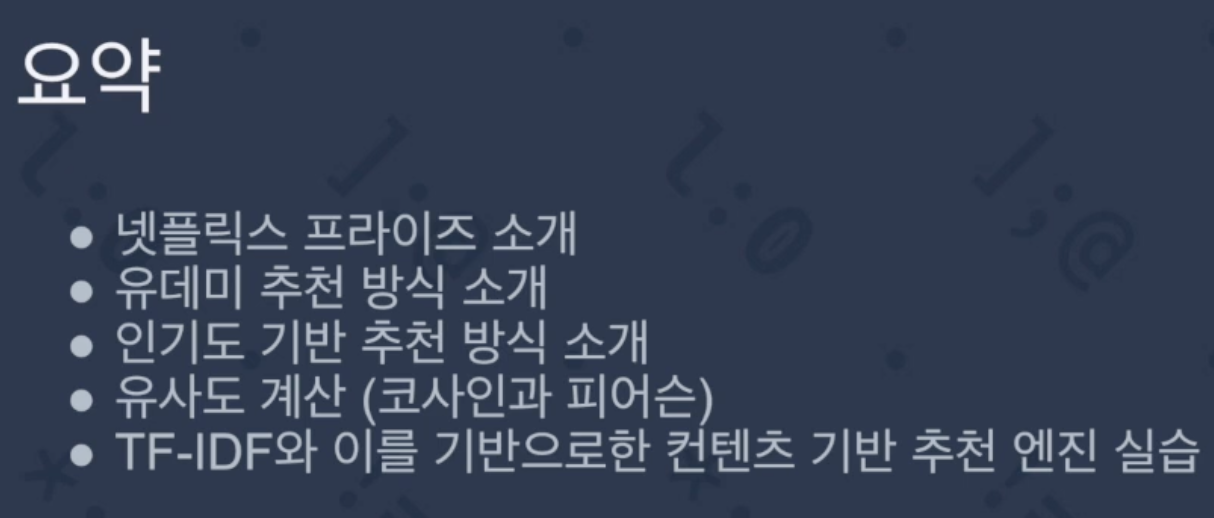 요약
● 넷플릭스 프라이즈 소개
● 유데미 추천 방식 소개
● 인기도 기반 추천 방식 소개
● 유사도 계산 (코사인과 피어슨)
● TF-IDF와 이를 기반으로한 컨텐츠 기반 추천 엔진 실습